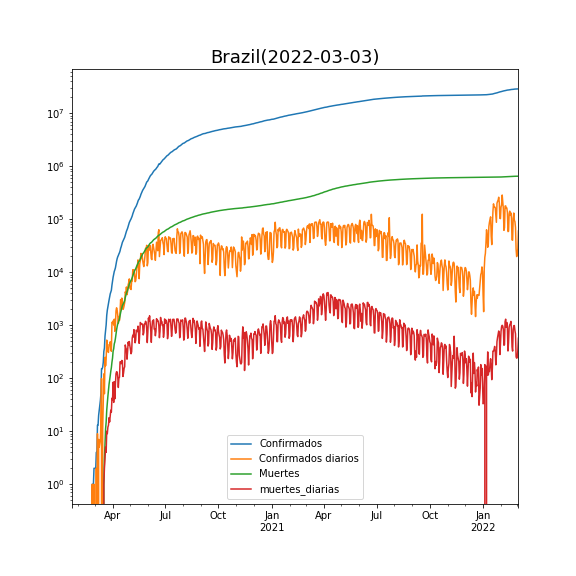 Brazil(2022-03-03)
10⁷
10⁶
10⁵
10⁴
10³
10²
10¹
10⁰
Confirmados
Confirmados diarios
Muertes
muertes_diarias
Apr Jul Oct Jan Apr Jul Oct Jan
2021 2022